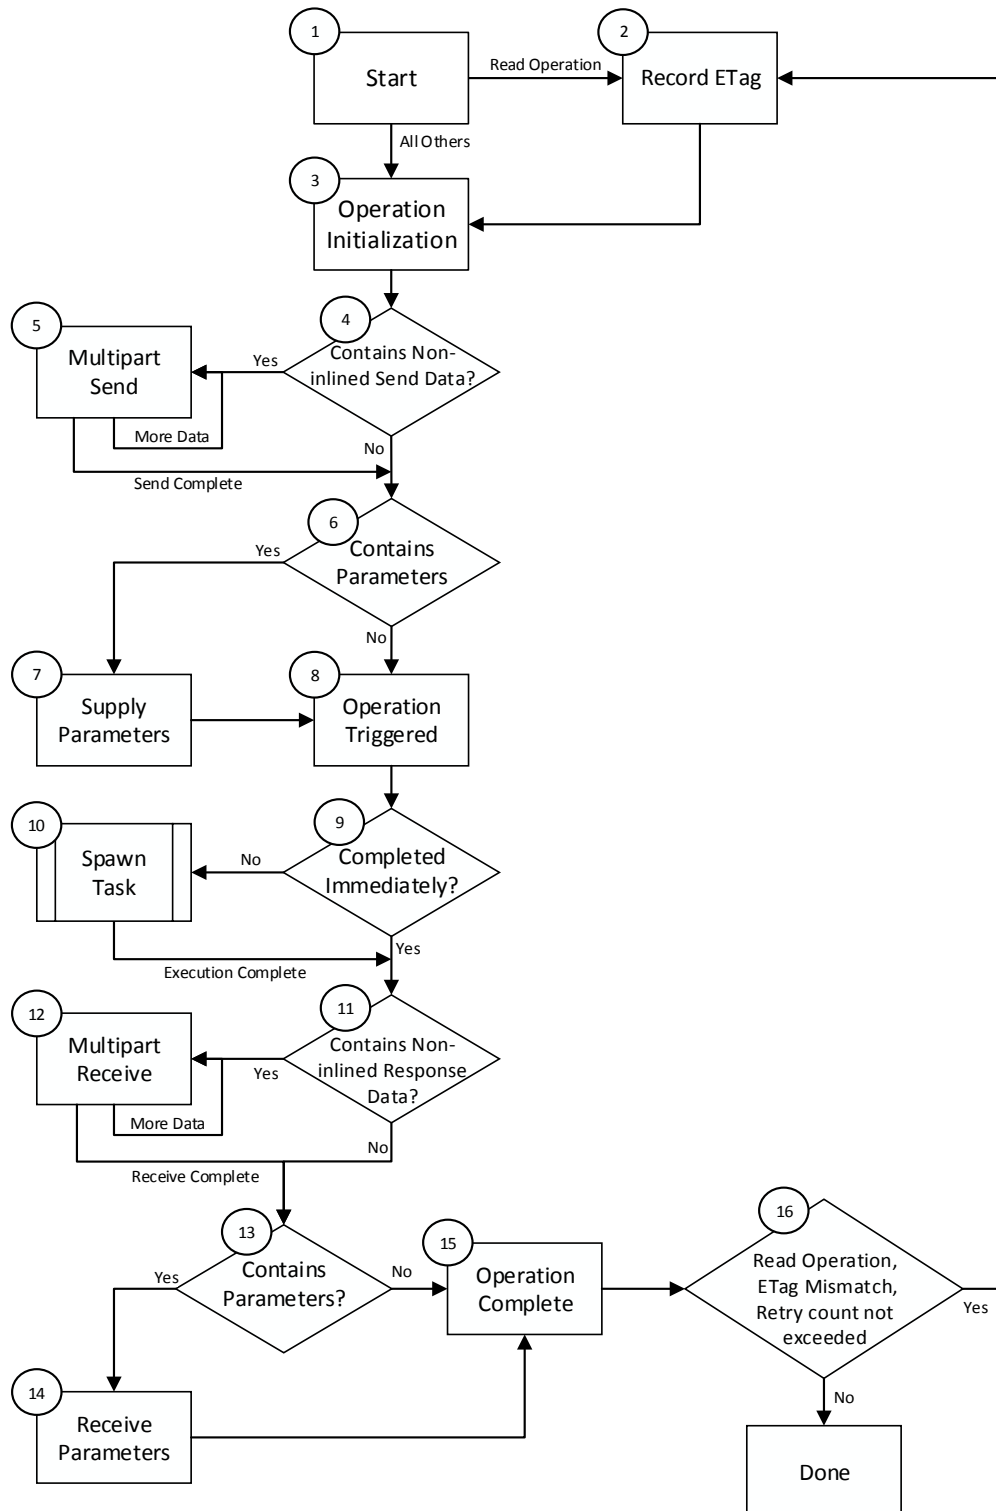 1
Start
Read Operation
2
Record ETag
All Others
3
Operation
Initialization
4
Contains Non-
inlined Send Data?
Yes
5
Multipart
Send
More Data
No
Send Complete
6
Contains
Parameters
Yes
No
7
Supply
Parameters
8
Operation
Triggered
9
Completed
Immediately?
No
10
Spawn
Task
Yes
Execution Complete
11
Contains Non-
inlined Response
Data?
Yes
12
Multipart
Receive
More Data
No
Receive Complete
13
Contains
Parameters?
Yes
No
14
Receive
Parameters
15
Operation
Complete
16
Read Operation,
ETag Mismatch,
Retry count not
exceeded
Yes
No
Done